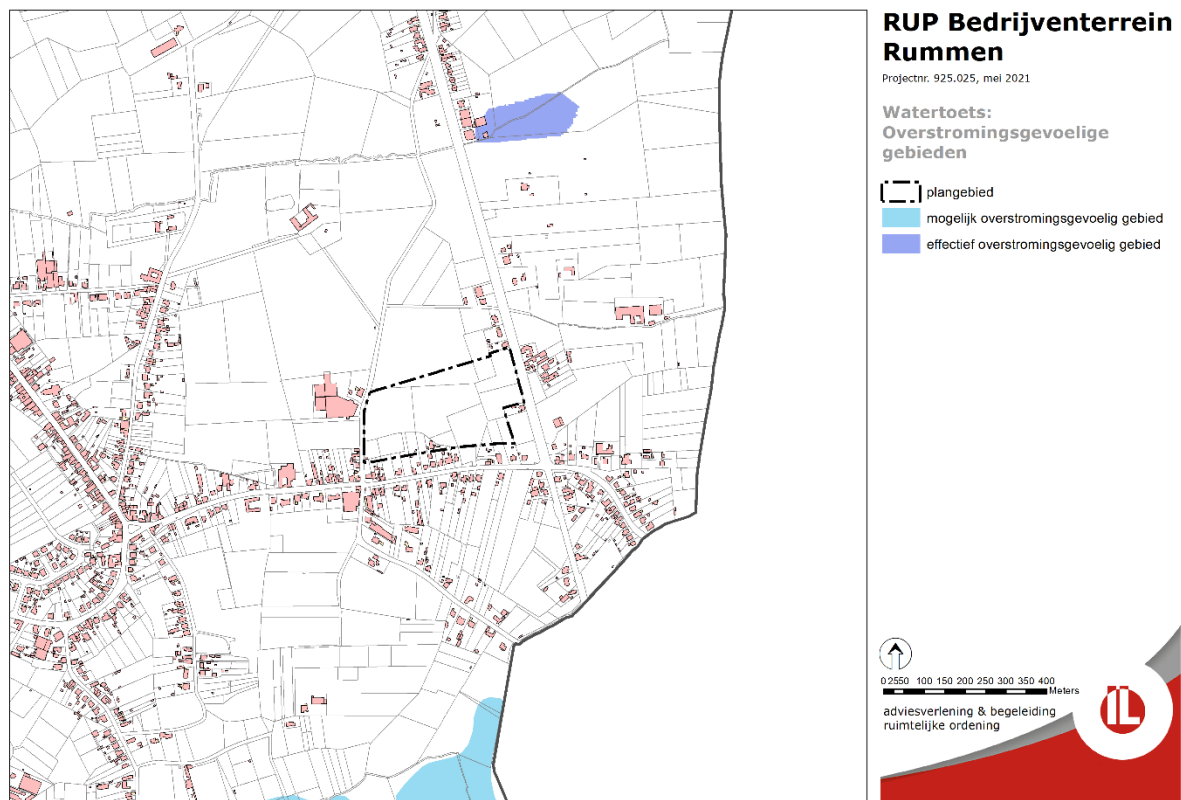 RUP Bedrijventerrein
Rummen
Projectnr. 925.025, mei 2021
Watertoets:
Overstromingsgevoelige
gebieden
plangebied
mogelijk overstromingsgevoelig gebied
effectief overstromingsgevoelig gebied
0 25 50 100 150 200 250 300 350 400
Meters
adviesverlening & begeleiding
ruimtelijke ordening
IL